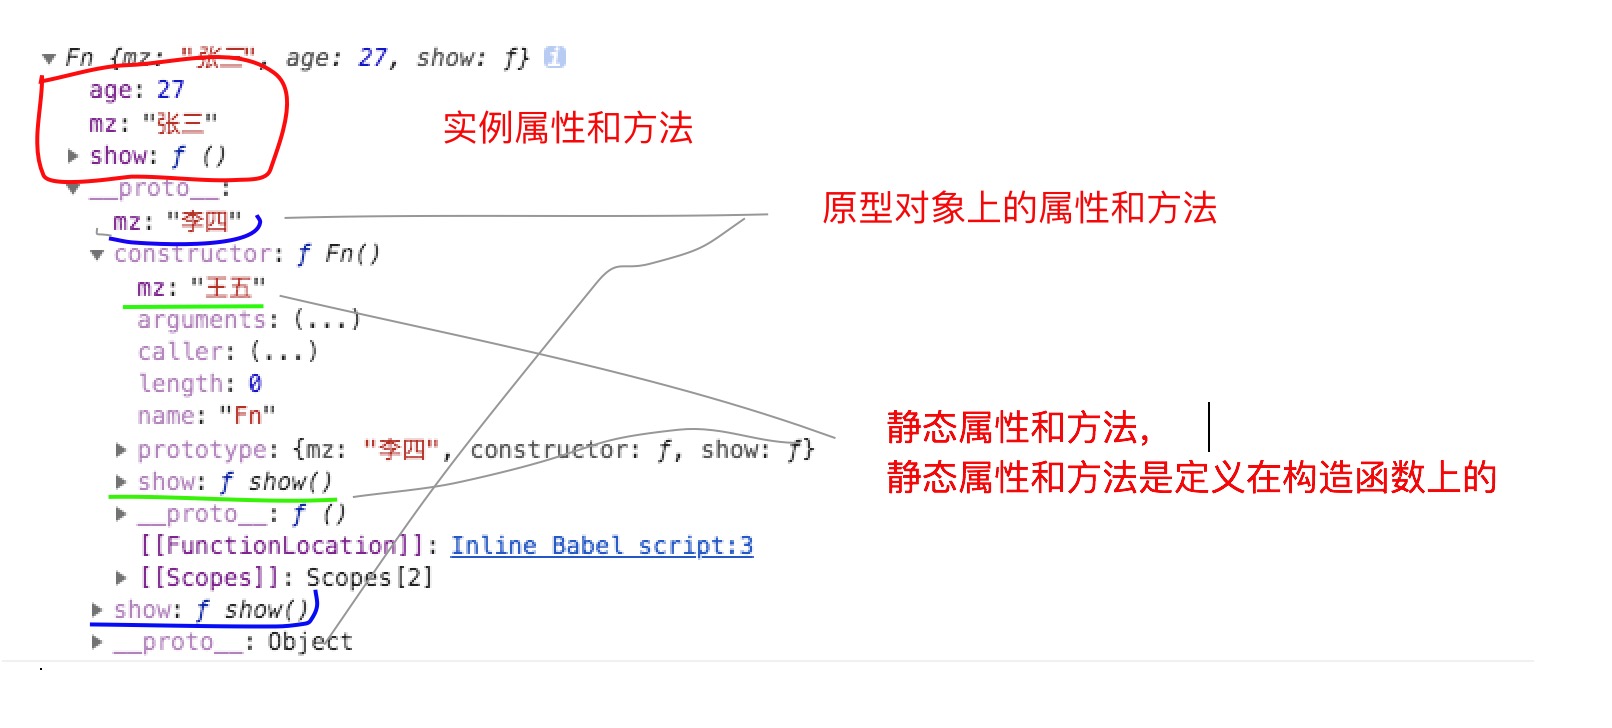 Fn {mz: "张三", age: 27, show: ƒ} i
age: 27
mz: "张三"
实例属性和方法
show: ƒ ()
__proto__:
mz: "李四"
原型对象上的属性和方法
constructor: ƒ Fn()
mz: "王五"
arguments: (...)
caller: (...)
length: 0
name: "Fn"
静态属性和方法,
prototype: {mz: "李四", constructor: ƒ, show: ƒ}
静态属性和方法是定义在构造函数上的
show: ƒ show()
__proto__: ƒ ()
[[FunctionLocation]]: Inline Babel script:3
[[Scopes]]: Scopes[2]
show: ƒ show()
__proto__: Object